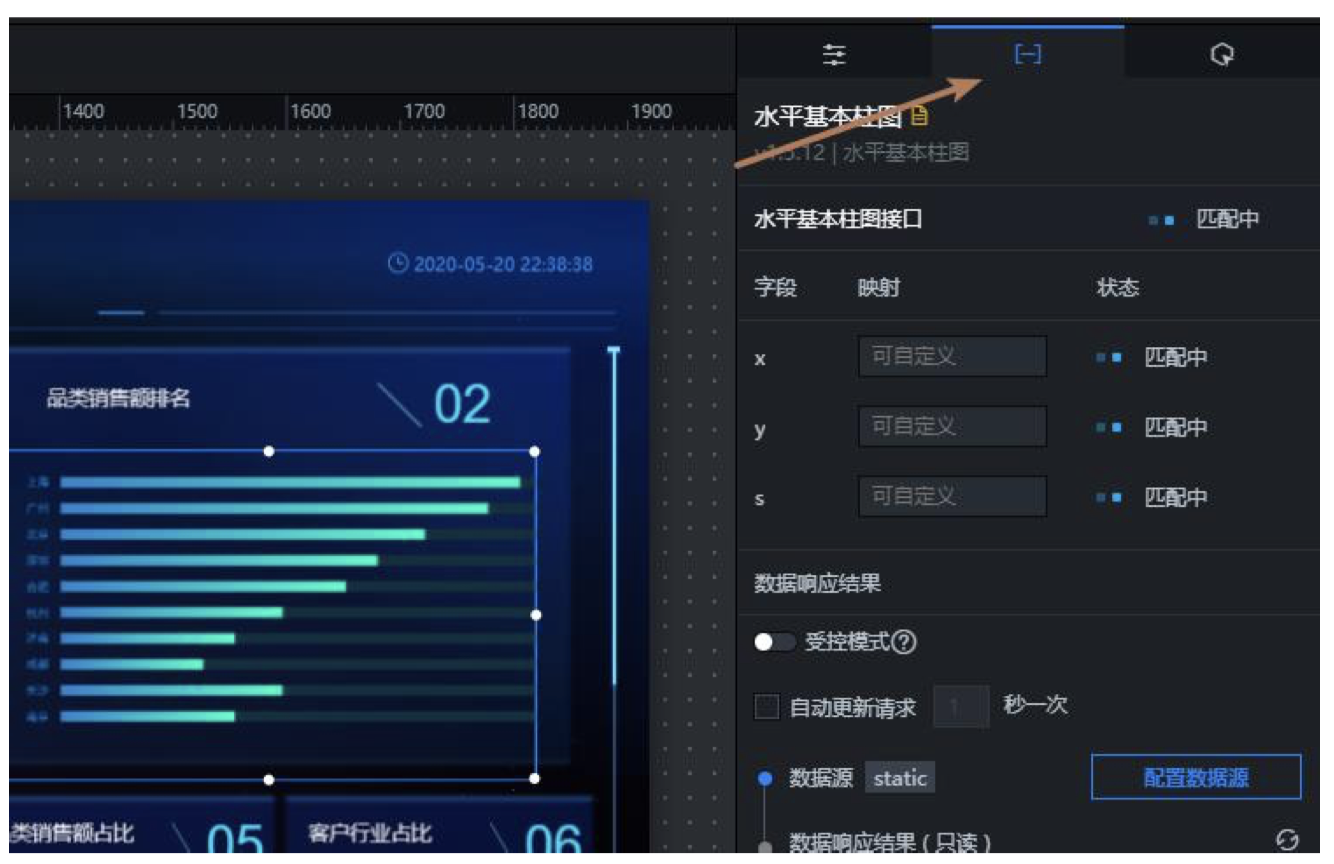 1400 1500 1600 1700 1800 1900
水平基本柱图
v1.5.12 | 水平基本柱图
水平基本柱图接口 匹配中
2020-05-20 22:38:38
字段 映射 状态
x 可自定义 匹配中
品类销售额排名 02
y 可自定义 匹配中
s 可自定义 匹配中
上海
广州
北京
深圳
合肥
杭州
济南
成都
长沙
南京
数据响应结果
受控模式?
自动更新请求 1 秒一次
数据源 static 配置数据源
类销售额占比 05 客户行业占比 06
数据响应结果 ( 只读 )